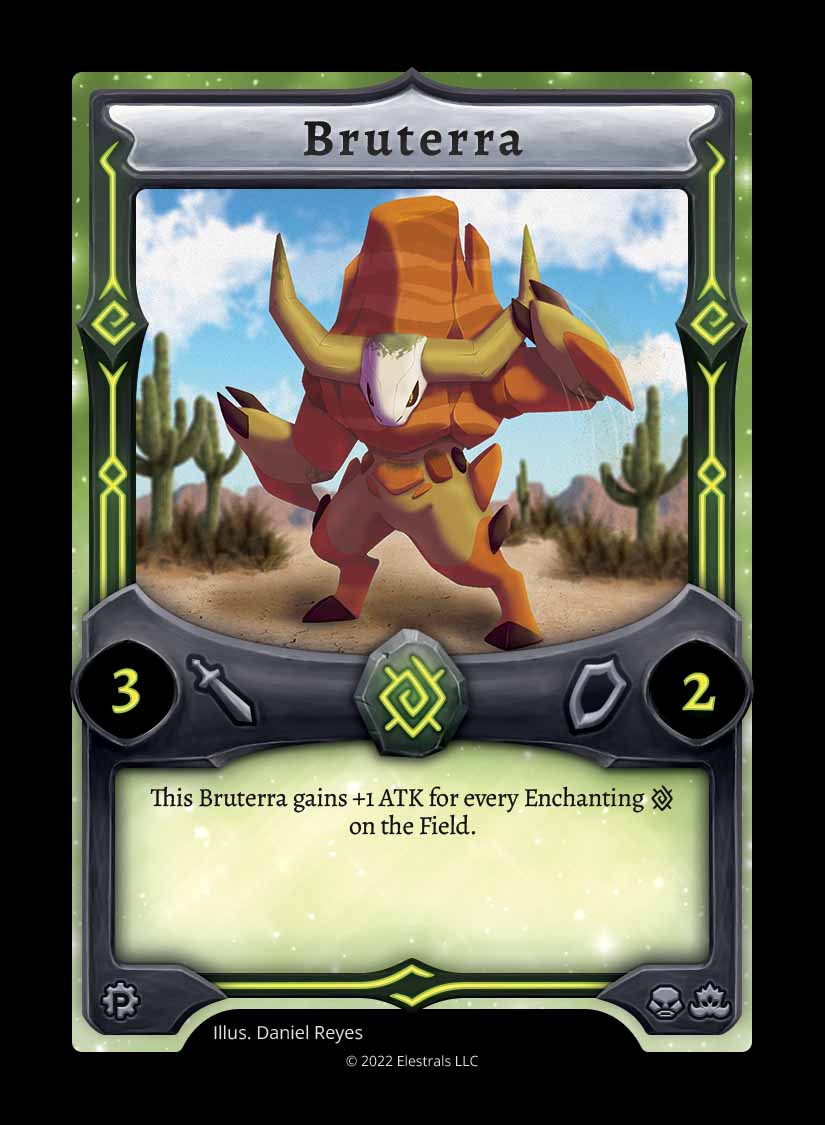 Bruterra
3
2
This Bruterra gains +1 ATK for every Enchanting
on the Field.
P
Illus. Daniel Reyes
© 2022 Elestrals LLC